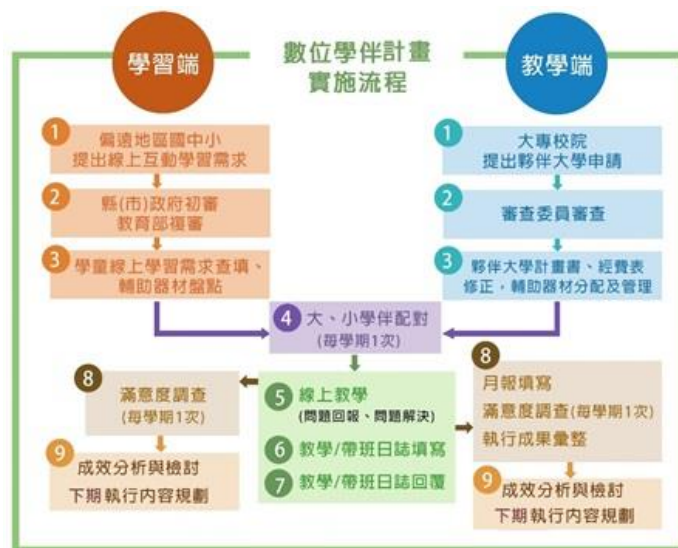 學習端
數位學伴計畫
實施流程
教學端
1
偏遠地區國中小
提出線上互動學習需求
2
縣(市)政府初審
教育部複審
3
學童線上學習需求查填、
輔助器材盤點
1
大專校院
提出夥伴大學申請
2
審查委員審查
3
夥伴大學計畫書、經費表
修正，輔助器材分配及管理
4
大、小學伴配對
(每學期1次)
5
線上教學
(問題回報、問題解決)
6
教學/帶班日誌填寫
7
教學/帶班日誌回覆
8
滿意度調查
(每學期1次)
9
成效分析與檢討
下期執行內容規劃
8
月報填寫
滿意度調查(每學期1次)
執行成果彙整
9
成效分析與檢討
下期執行內容規劃